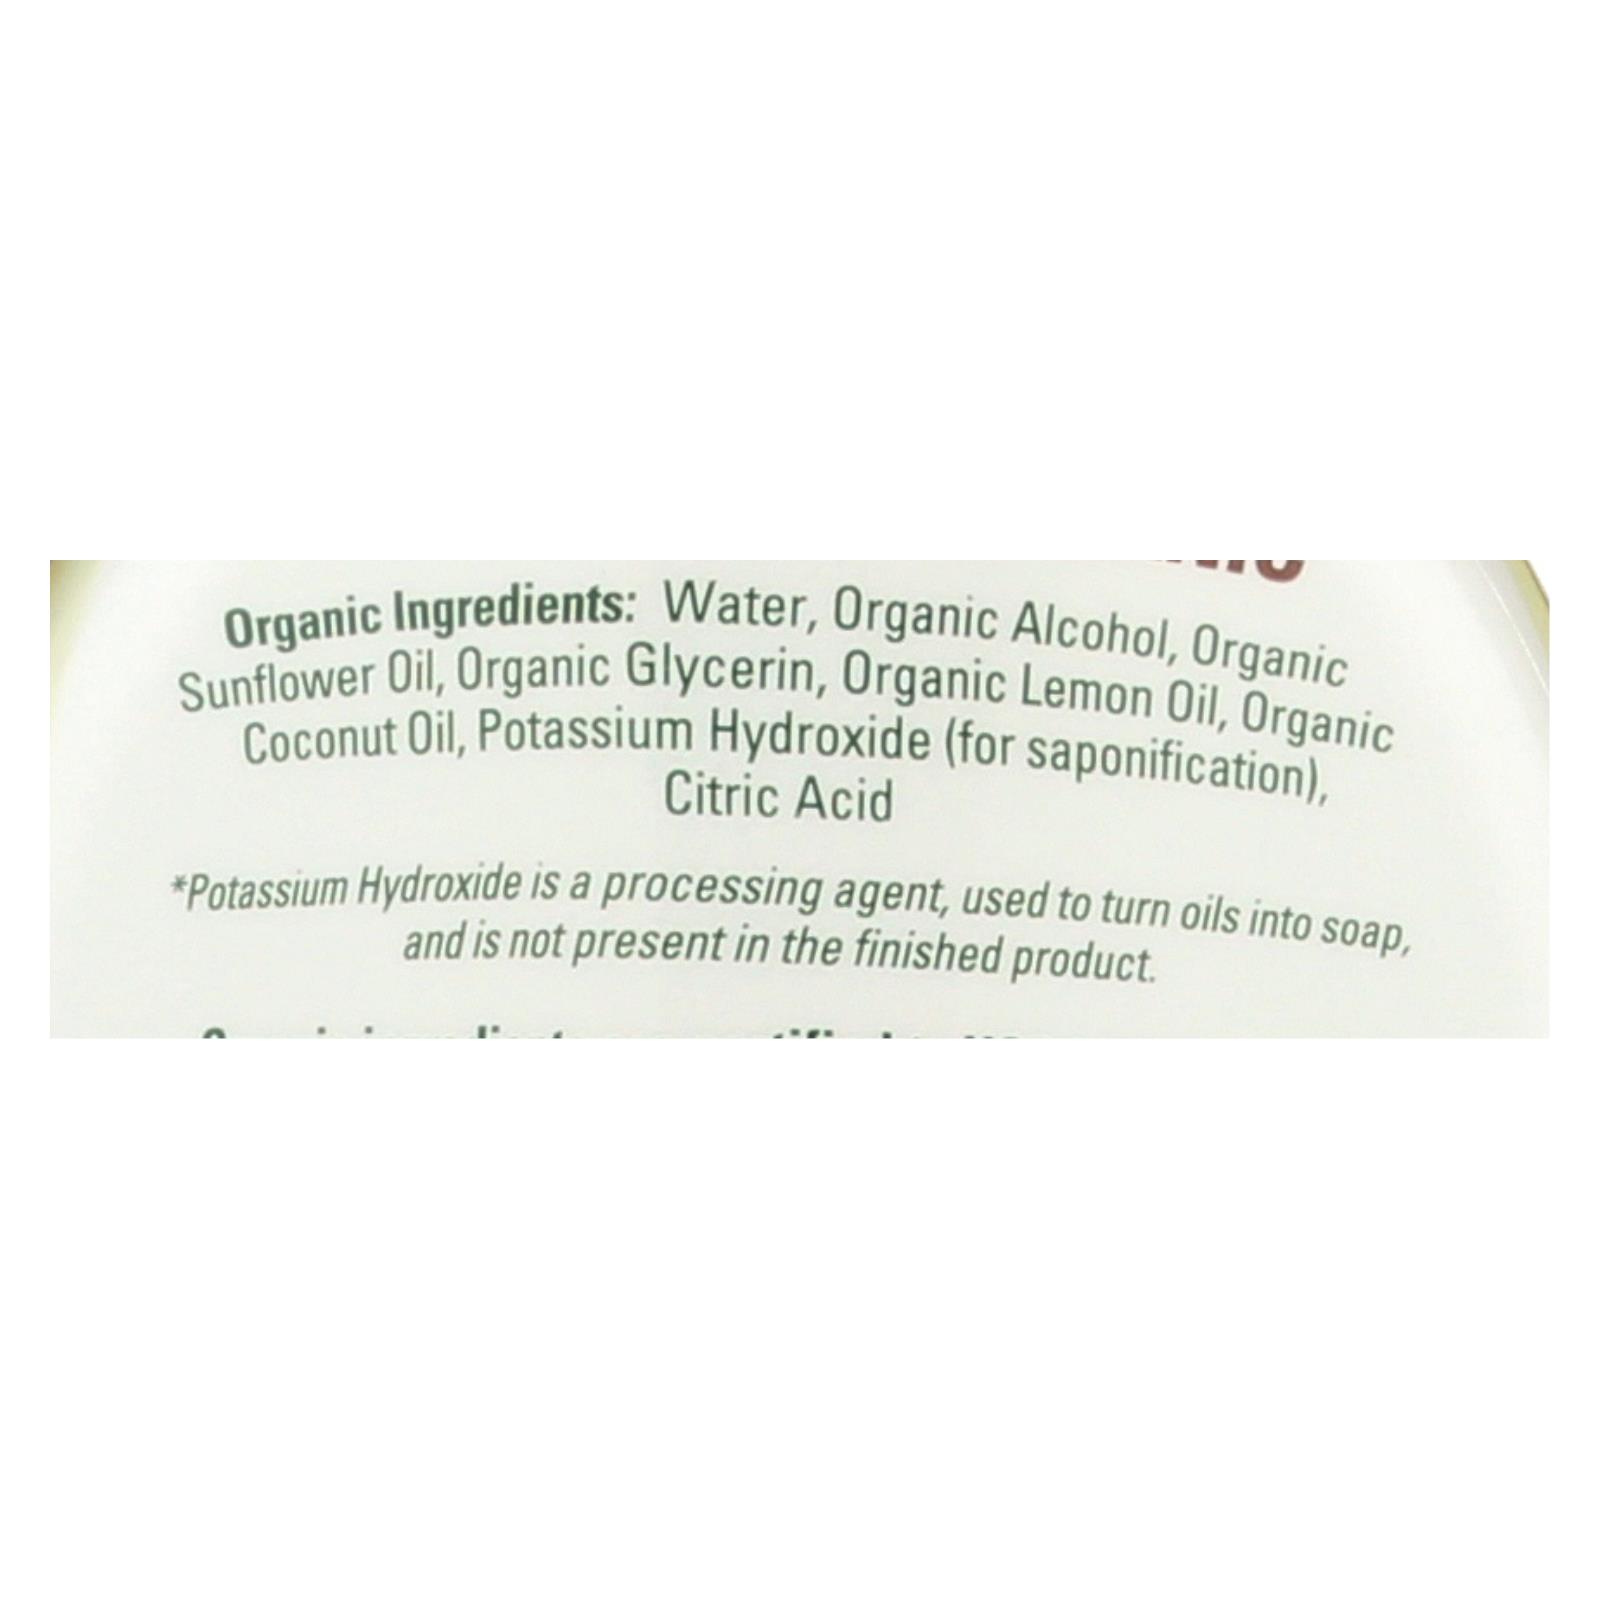 Organic Ingredients: Water, Organic Alcohol, Organic
Sunflower Oil, Organic Glycerin, Organic Lemon Oil, Organic
Coconut Oil, Potassium Hydroxide (for saponification),
Citric Acid
*Potassium Hydroxide is a processing agent, used to turn oils into soap,
and is not present in the finished product.